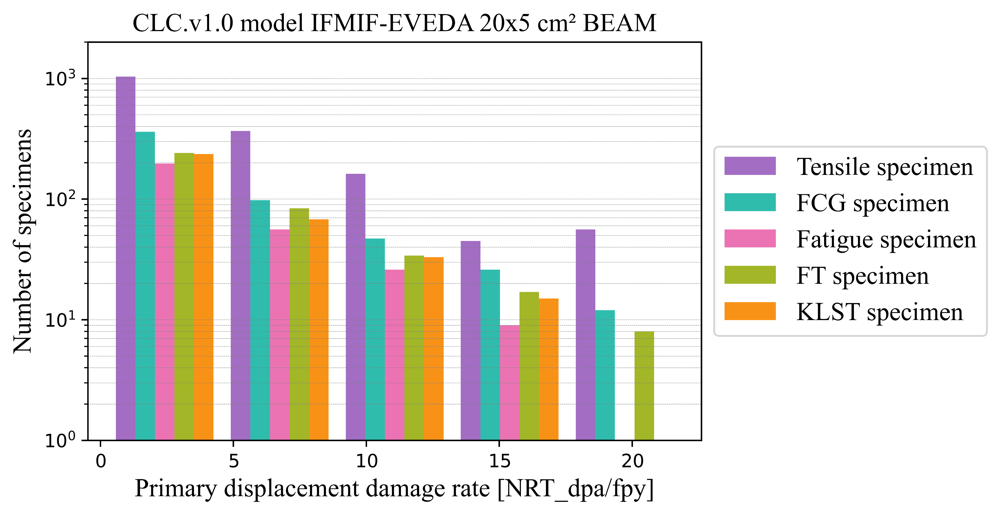 CLC.v1.0 model IFMIF-EVEDA 20x5 cm² BEAM
Number of specimens
10³
10²
10¹
10⁰
0 5 10 15 20
Primary displacement damage rate [NRT_dpa/fpy]
Tensile specimen
FCG specimen
Fatigue specimen
FT specimen
KLST specimen